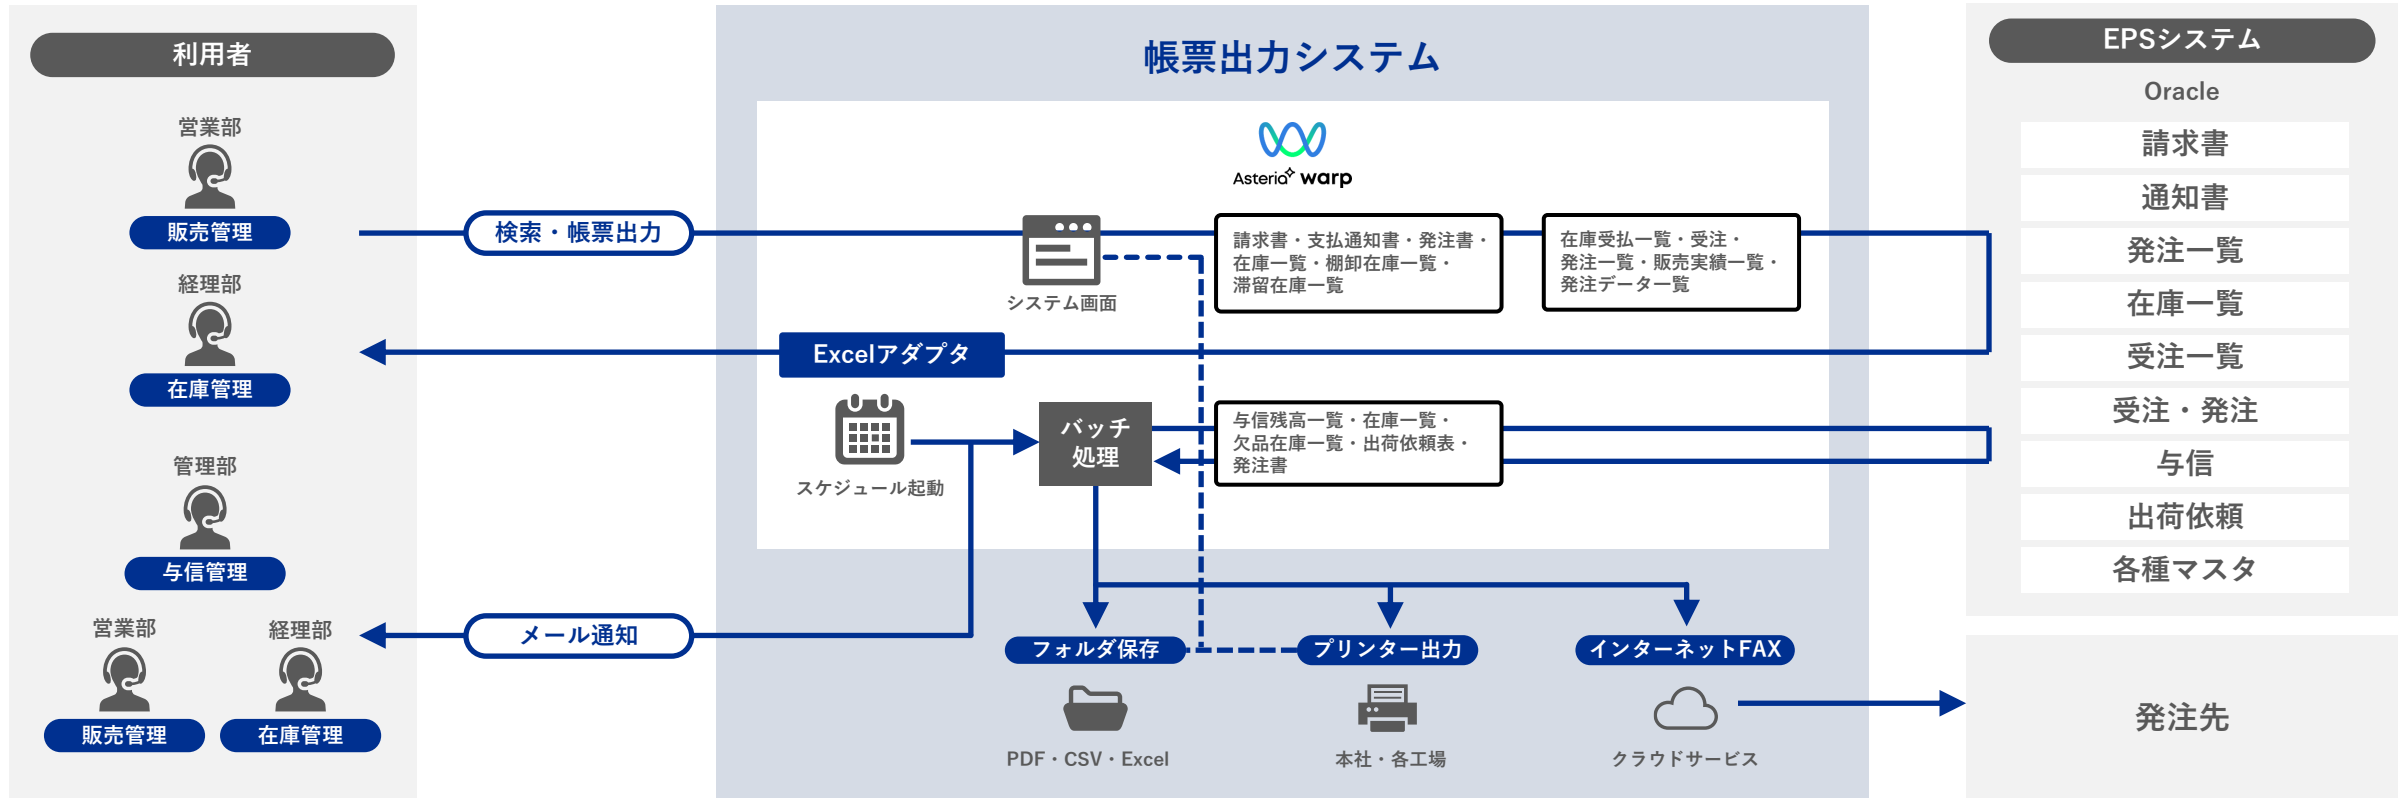 利用者
営業部
販売管理
経理部
在庫管理
管理部
与信管理
営業部
販売管理
経理部
在庫管理
検索・帳票出力
メール通知
帳票出力システム
Asteria warp
システム画面
請求書・支払通知書・発注書・
在庫一覧・棚卸在庫一覧・
滞留在庫一覧
在庫受払一覧・受注・
発注一覧・販売実績一覧・
発注データ一覧
Excelアダプタ
スケジュール起動
バッチ
処理
与信残高一覧・在庫一覧・
欠品在庫一覧・出荷依頼表・
発注書
フォルダ保存
PDF・CSV・Excel
プリンター出力
本社・各工場
インターネットFAX
クラウドサービス
EPSシステム
Oracle
請求書
通知書
発注一覧
在庫一覧
受注一覧
受注・発注
与信
出荷依頼
各種マスタ
発注先